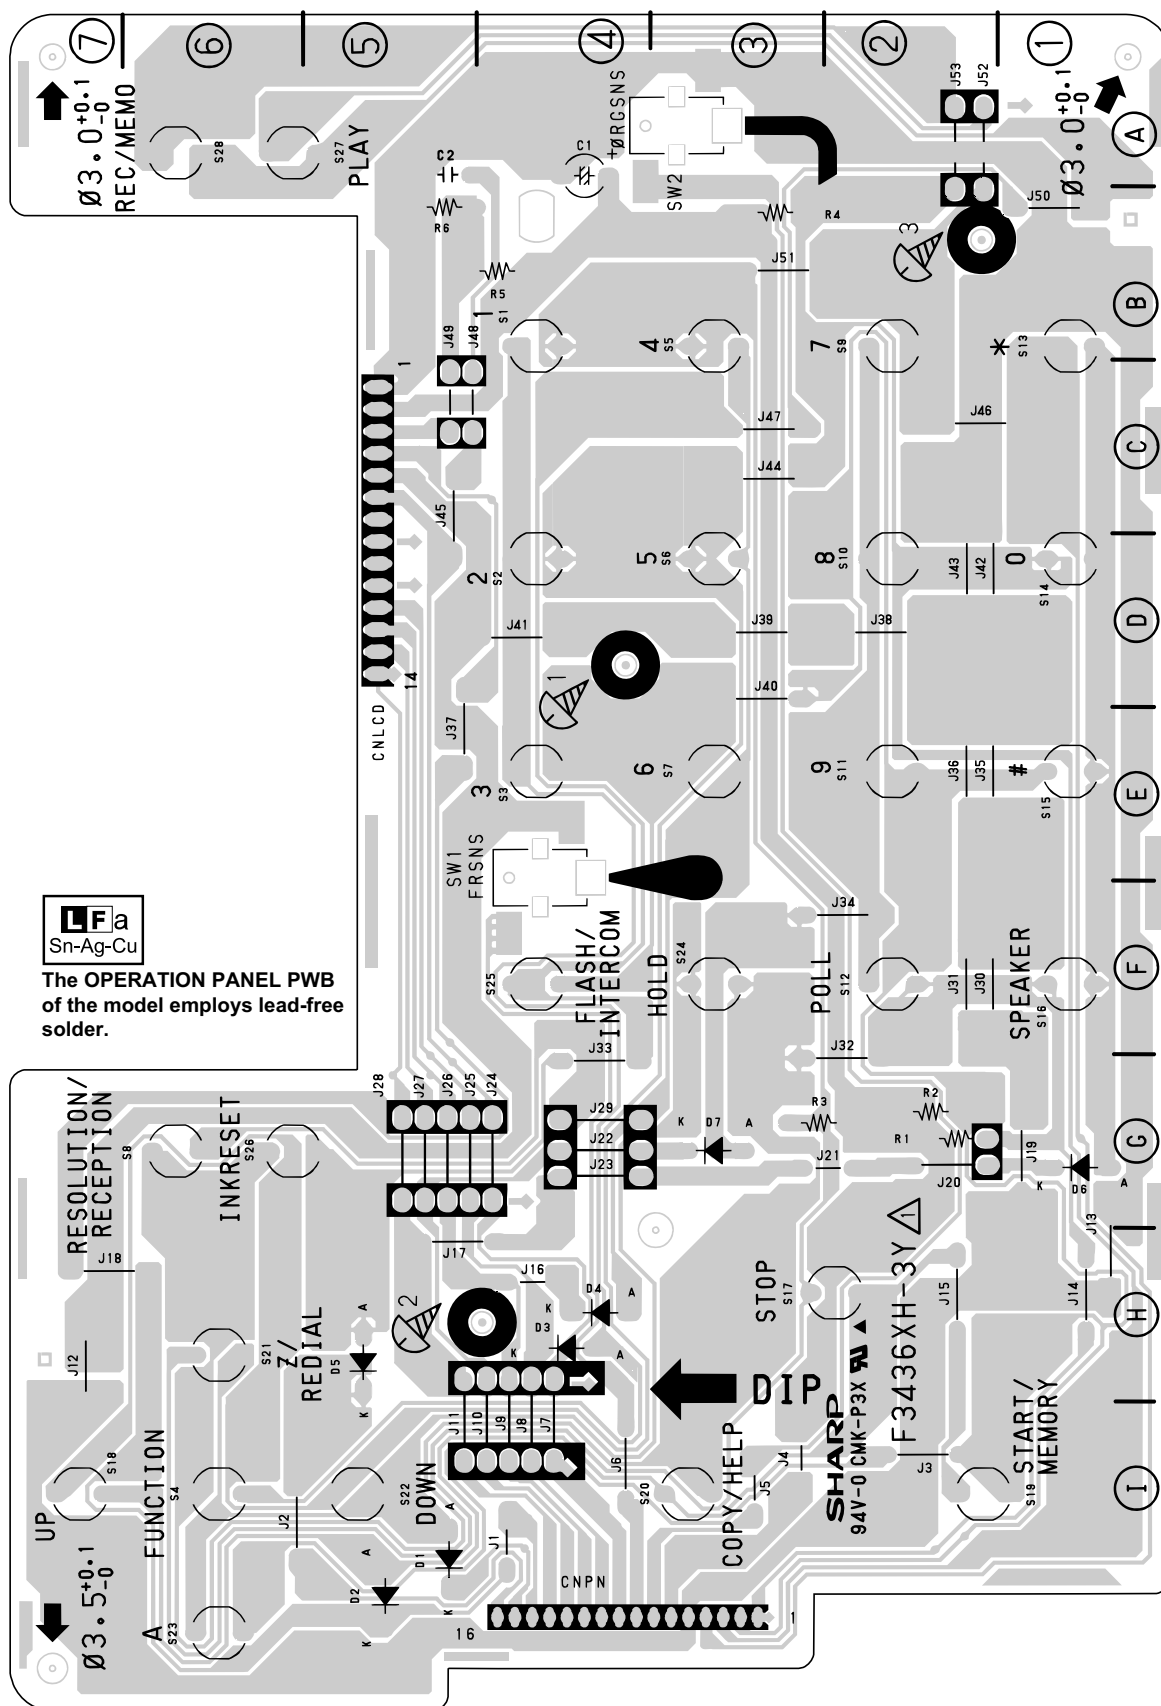 7
6
5
4
3
2
1
Ø3.0+0.1-0
REC/MEMO
S28
S27
PLAY
C2
R6
R5
C1
+ØRGSNS
SW2
R4
J53
J52
J50
Ø3.0+0.1-0
A
B
C
D
E
F
G
H
I
3
J51
J49
J48
S1
1
1
4
S5
7
S9
*
S13
J47
J46
J44
J45
2
S2
5
S6
8
S10
J43
J42
0
S14
J41
J39
J38
1
J40
14
CNLCD
J37
3
S3
6
S7
9
S11
J36
J35
#
S15
SW1
FRSNS
LFa
Sn-Ag-Cu
The OPERATION PANEL PWB
of the model employs lead-free
solder.
J34
S25
FLASH/
INTERCOM
HOLD
S24
POLL
S12
J31
J30
SPEAKER
S16
J33
J32
RESOLUTION/
RECEPTION
S8
INKRESET
S26
J28
J27
J26
J25
J24
J29
J22
J23
K
D7
A
R3
R2
R1
J21
J20
J19
K
D6
A
J18
J17
J16
J13
J12
S21
Z/
REDIAL
D5
A
K
2
K
D4
A
D3
K
A
STOP
S17
J15
J14
DIP
F3436XH-3Y
1
SHARP
94V-0 CMK-P3X
J11
J10
J9
J8
J7
J6
J5
J4
J3
UP
S18
FUNCTION
S4
S22
DOWN
S20
COPY/HELP
S19
START/
MEMORY
J2
J1
A
D1
K
A
D2
K
CNPN
16
1
Ø3.5+0.1-0
A
S23